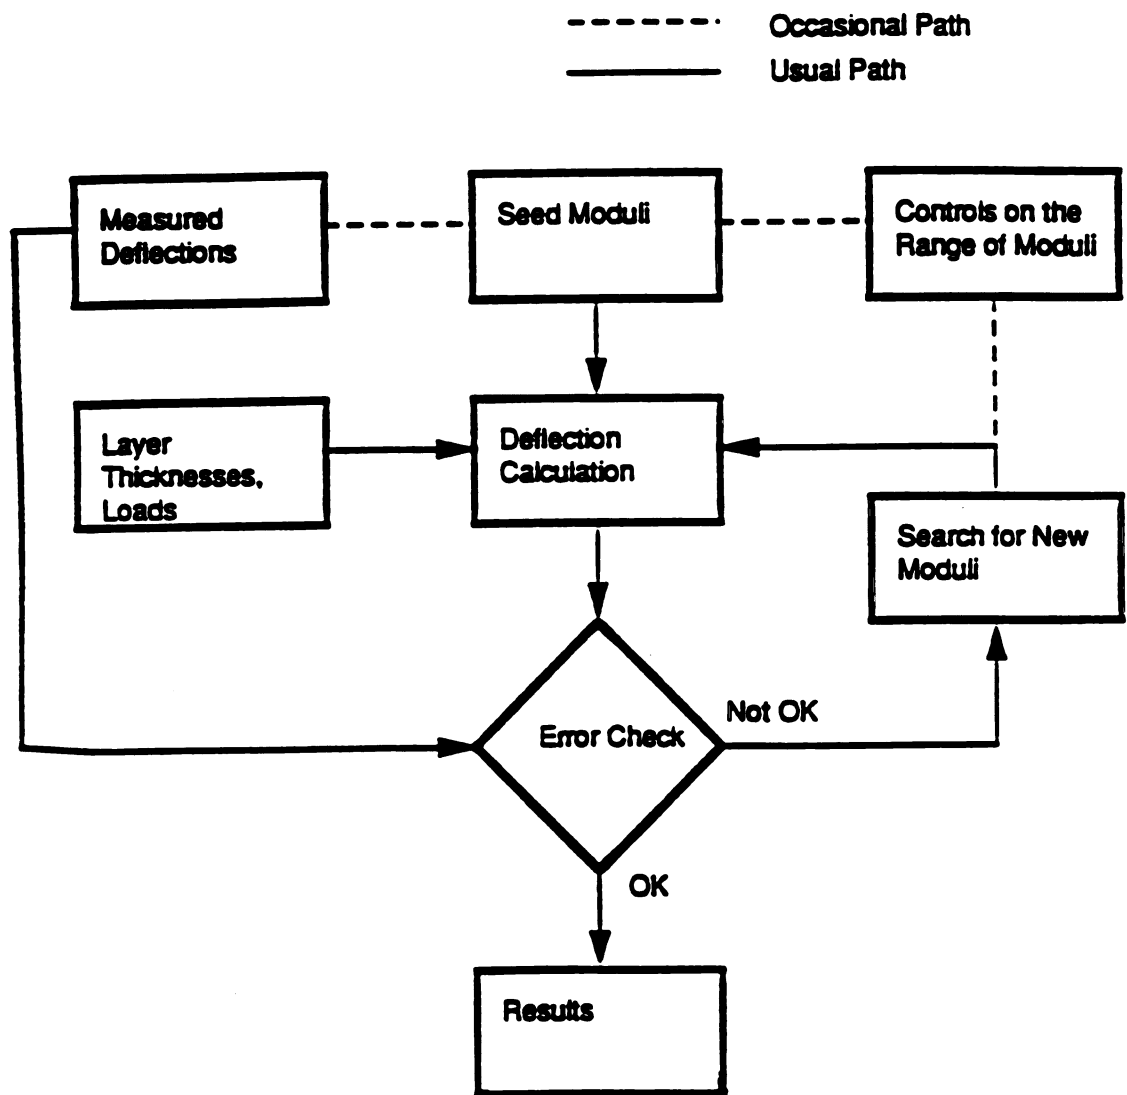 Occasional Path
Usual Path
Measured
Deflections
Seed Moduli
Controls on the
Range of Moduli
Layer
Thicknesses,
Loads
Deflection
Calculation
Search for New
Moduli
Error Check
Not OK
OK
Results